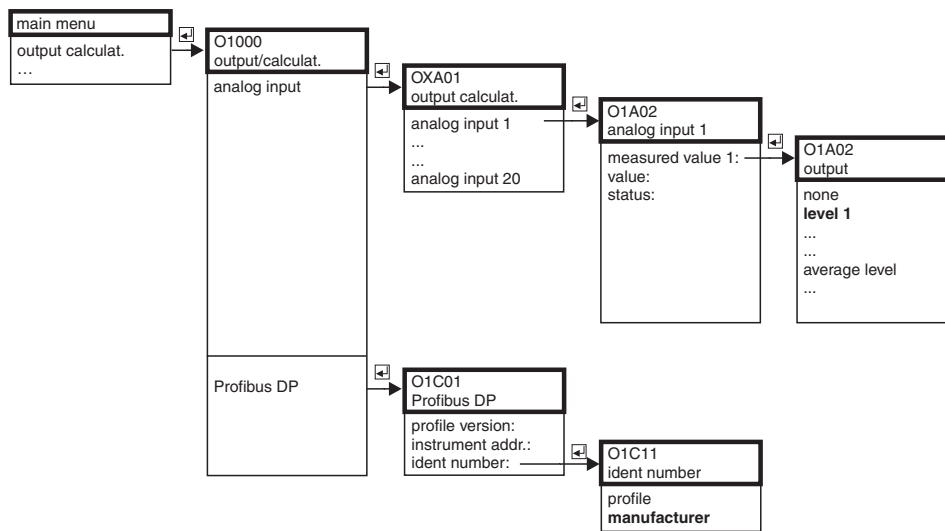 main menu
output calculat.
...
O1000
output/calculat.
analog input
Profibus DP
OXA01
output calculat.
analog input 1
...
...
analog input 20
O1A02
analog input 1
measured value 1:
value:
status:
O1A02
output
none
level 1
...
...
average level
...
O1C01
Profibus DP
profile version:
instrument addr.:
ident number:
O1C11
ident number
profile
manufacturer